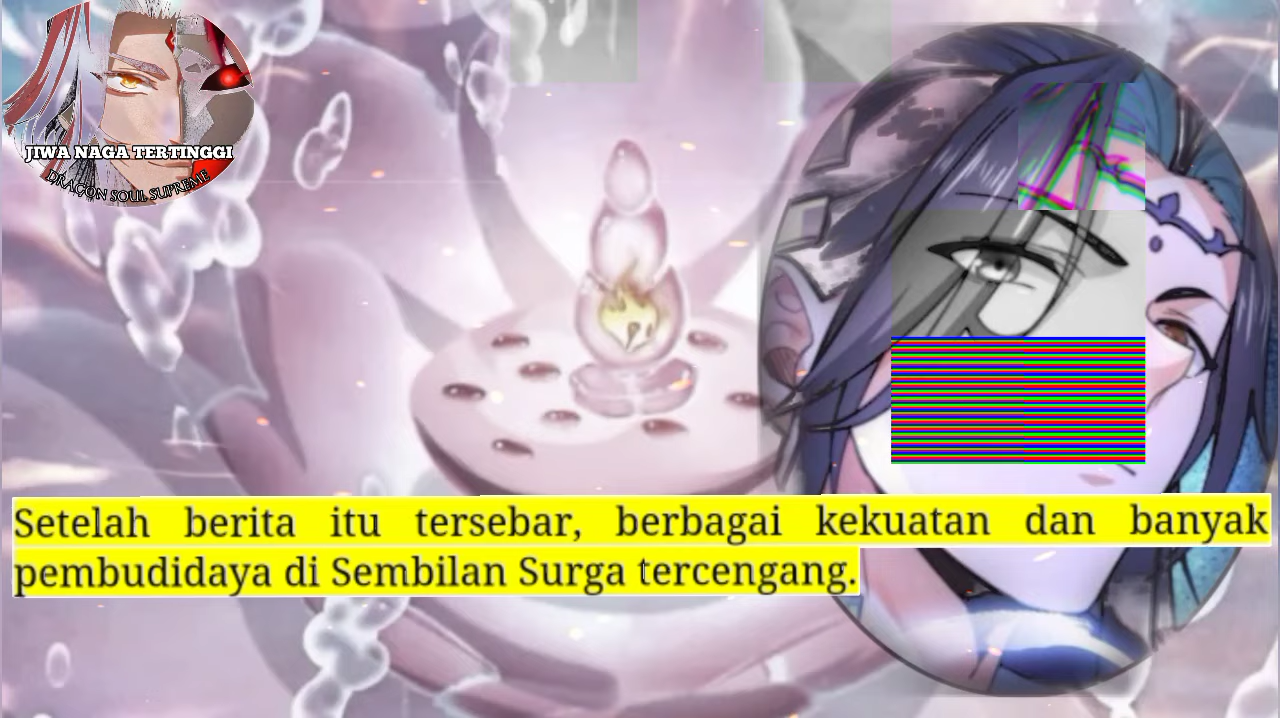 JIWA NAGA TERTINGGI
DRAGON SOUL SUPREME
Setelah berita itu tersebar, berbagai kekuatan dan banyak
pembudidaya di Sembilan Surga tercengang.